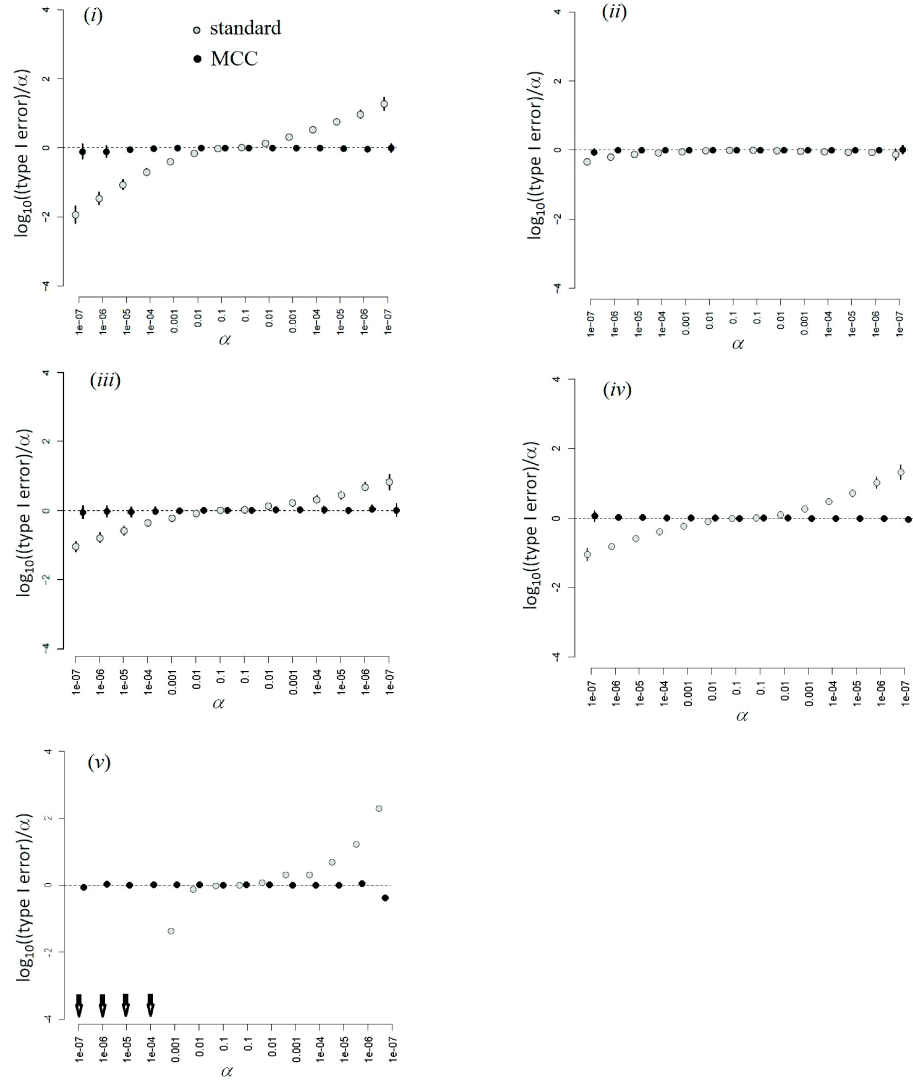 (i)
standard
MCC
4
2
0
-2
-4
log10((type I error)/α)
1e-07 1e-06 1e-05 1e-04 0.001 0.01 0.1 0.1 0.01 0.001 1e-04 1e-05 1e-06 1e-07
α
(ii)
4
2
0
-2
-4
log10((type I error)/α)
1e-07 1e-06 1e-05 1e-04 0.001 0.01 0.1 0.1 0.01 0.001 1e-04 1e-05 1e-06 1e-07
α
(iii)
4
2
0
-2
-4
log10((type I error)/α)
1e-07 1e-06 1e-05 1e-04 0.001 0.01 0.1 0.1 0.01 0.001 1e-04 1e-05 1e-06 1e-07
α
(iv)
4
2
0
-2
-4
log10((type I error)/α)
1e-07 1e-06 1e-05 1e-04 0.001 0.01 0.1 0.1 0.01 0.001 1e-04 1e-05 1e-06 1e-07
α
(v)
4
2
0
-2
-4
log10((type I error)/α)
1e-07 1e-06 1e-05 1e-04 0.001 0.01 0.1 0.1 0.01 0.001 1e-04 1e-05 1e-06 1e-07
α